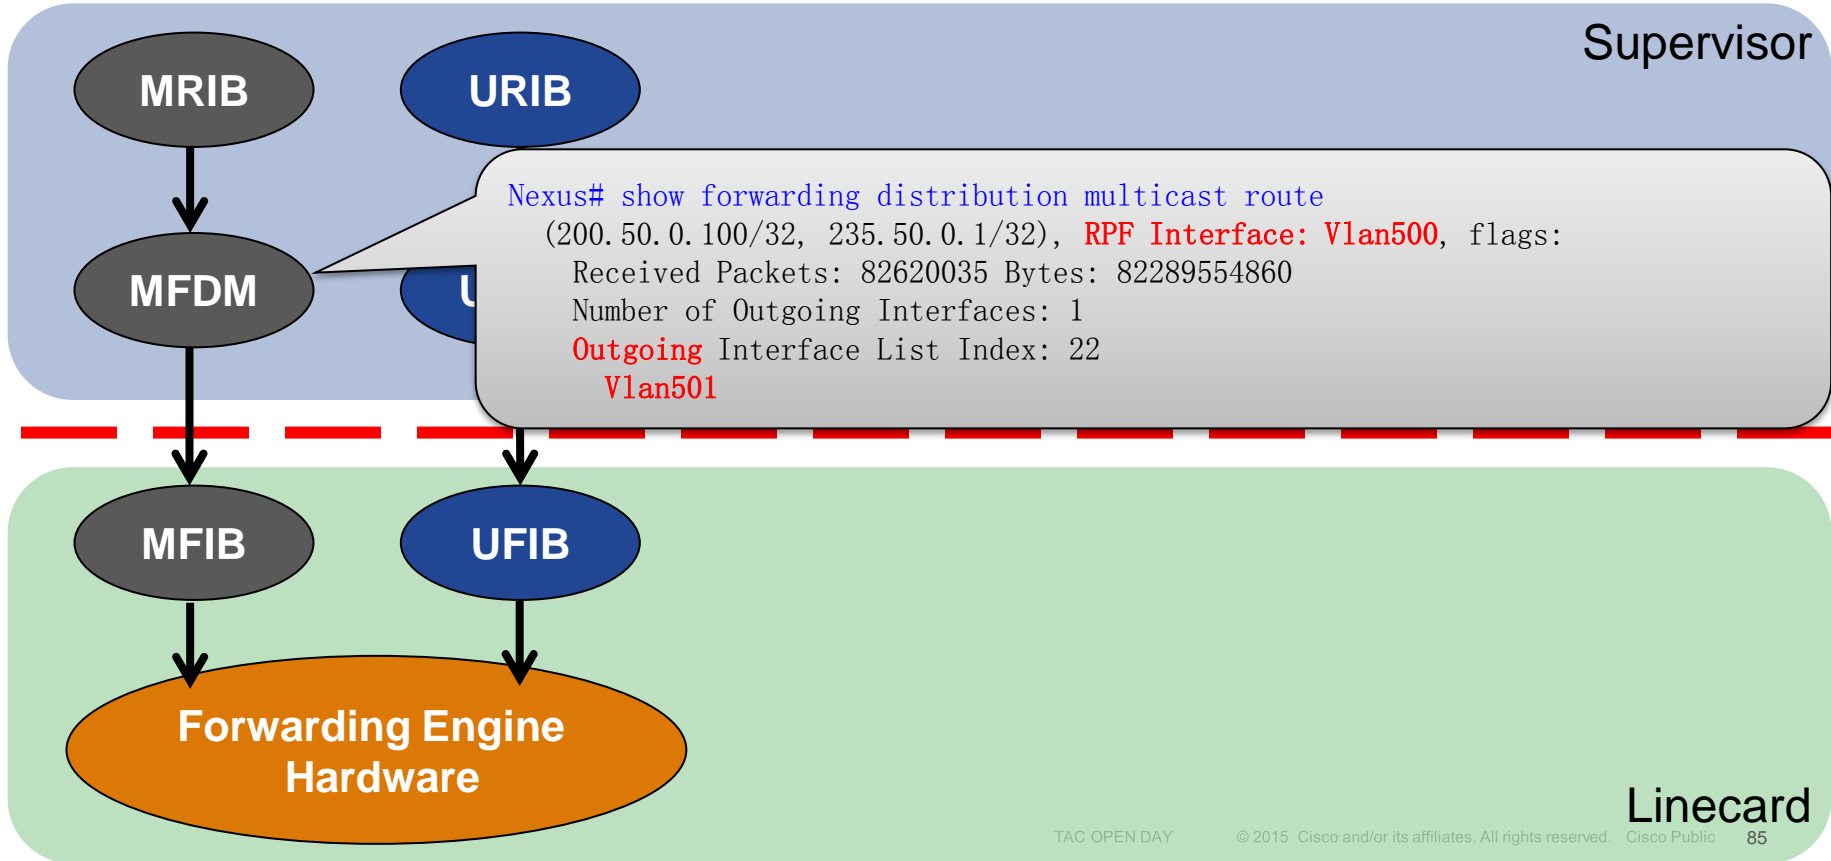 Supervisor
MRIB
URIB
Nexus# show forwarding distribution multicast route
(200.50.0.100/32, 235.50.0.1/32), RPF Interface: Vlan500, flags:
Received Packets: 82620035 Bytes: 82289554860
Number of Outgoing Interfaces: 1
Outgoing Interface List Index: 22
Vlan501
MFDM
MFIB
UFIB
Forwarding Engine
Hardware
Linecard
TAC OPEN DAY © 2015 Cisco and/or its affiliates. All rights reserved. Cisco Public 85